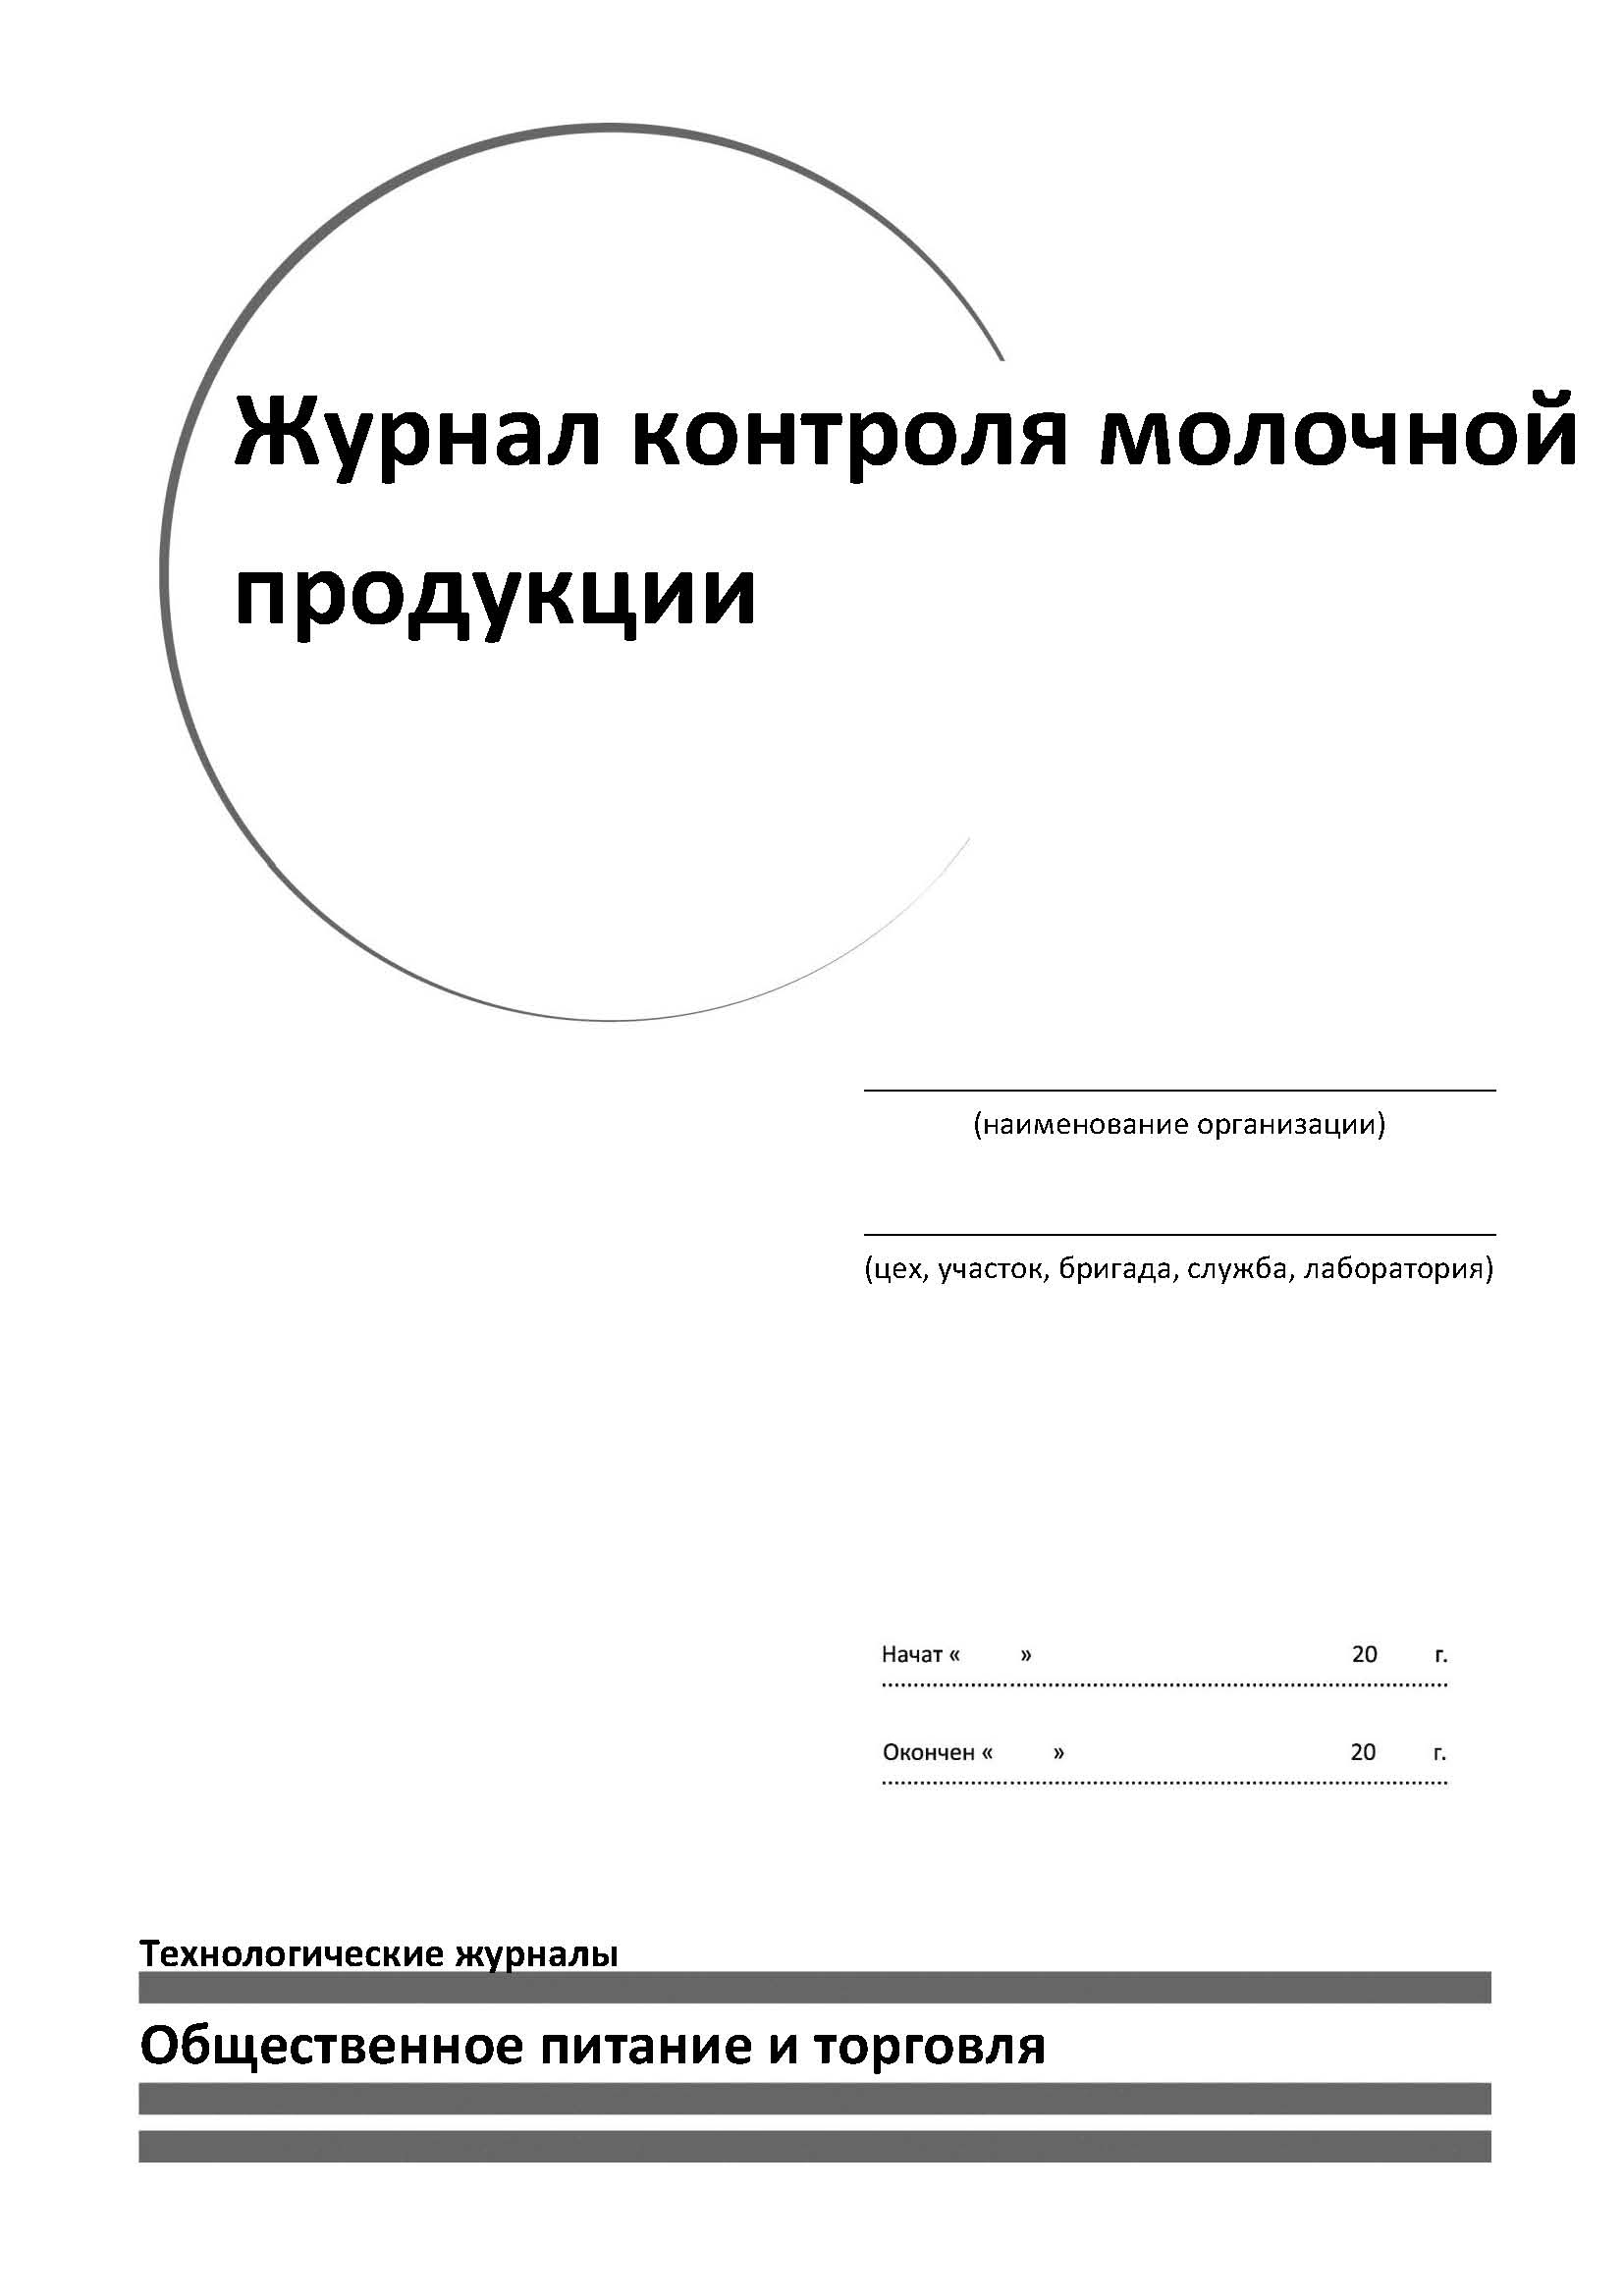 Журнал контроля молочной
продукции
(наименование организации)
(цех, участок, бригада, служба, лаборатория)
Начат « » 20 г.
Окончен « » 20 г.
Технологические журналы
Общественное питание и торговля